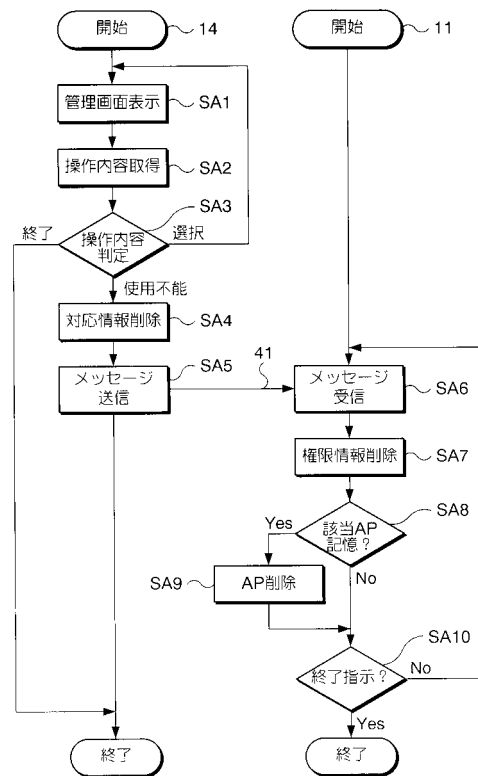 開始
14
開始
11
管理画面表示
SA1
操作内容取得
SA2
SA3
終了
操作内容
判定
選択
使用不能
対応情報削除
SA4
メッセージ
送信
SA5
41
メッセージ
受信
SA6
権限情報削除
SA7
SA8
Yes
該当AP
記憶？
SA9
AP削除
No
SA10
終了指示？
No
Yes
終了
終了